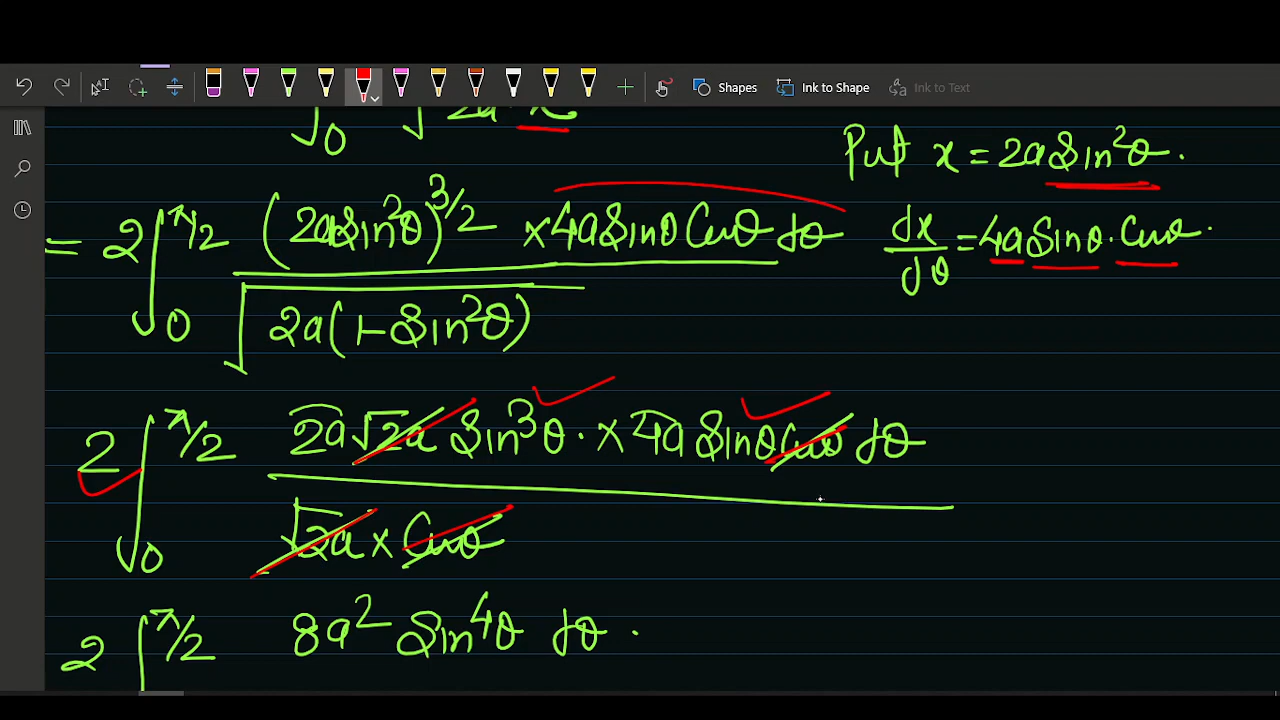 Shapes Ink to Shape Ink to Text
∫₀ √2a - x
Put x = 2a Sin²θ.
= 2 ∫₀^(π/2) (2a Sin²θ)^(3/2) × 4a Sinθ Cosθ dθ
dx/dθ = 4a Sinθ · Cosθ.
√2a(1 - Sin²θ)
2 ∫₀^(π/2) 2a √2a Sin³θ · × 4a Sinθ Cosθ dθ
√2a × Cosθ
2 ∫^(π/2) 8a² Sin⁴θ dθ .